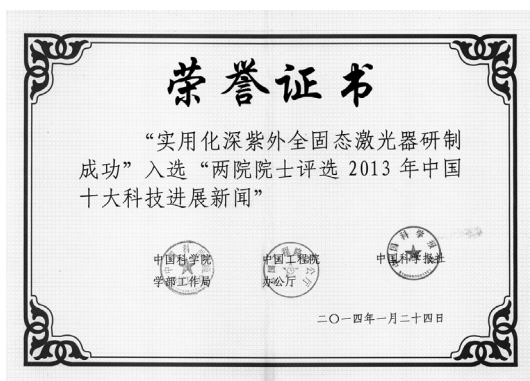 荣誉证书
“实用化深紫外全固态激光器研制
成功”入选“两院院士评选 2013 年中国
十大科技进展新闻”
中国科学院 中国工程院 中国科学报社
学部工作局 办公厅
二〇一四年一月二十四日